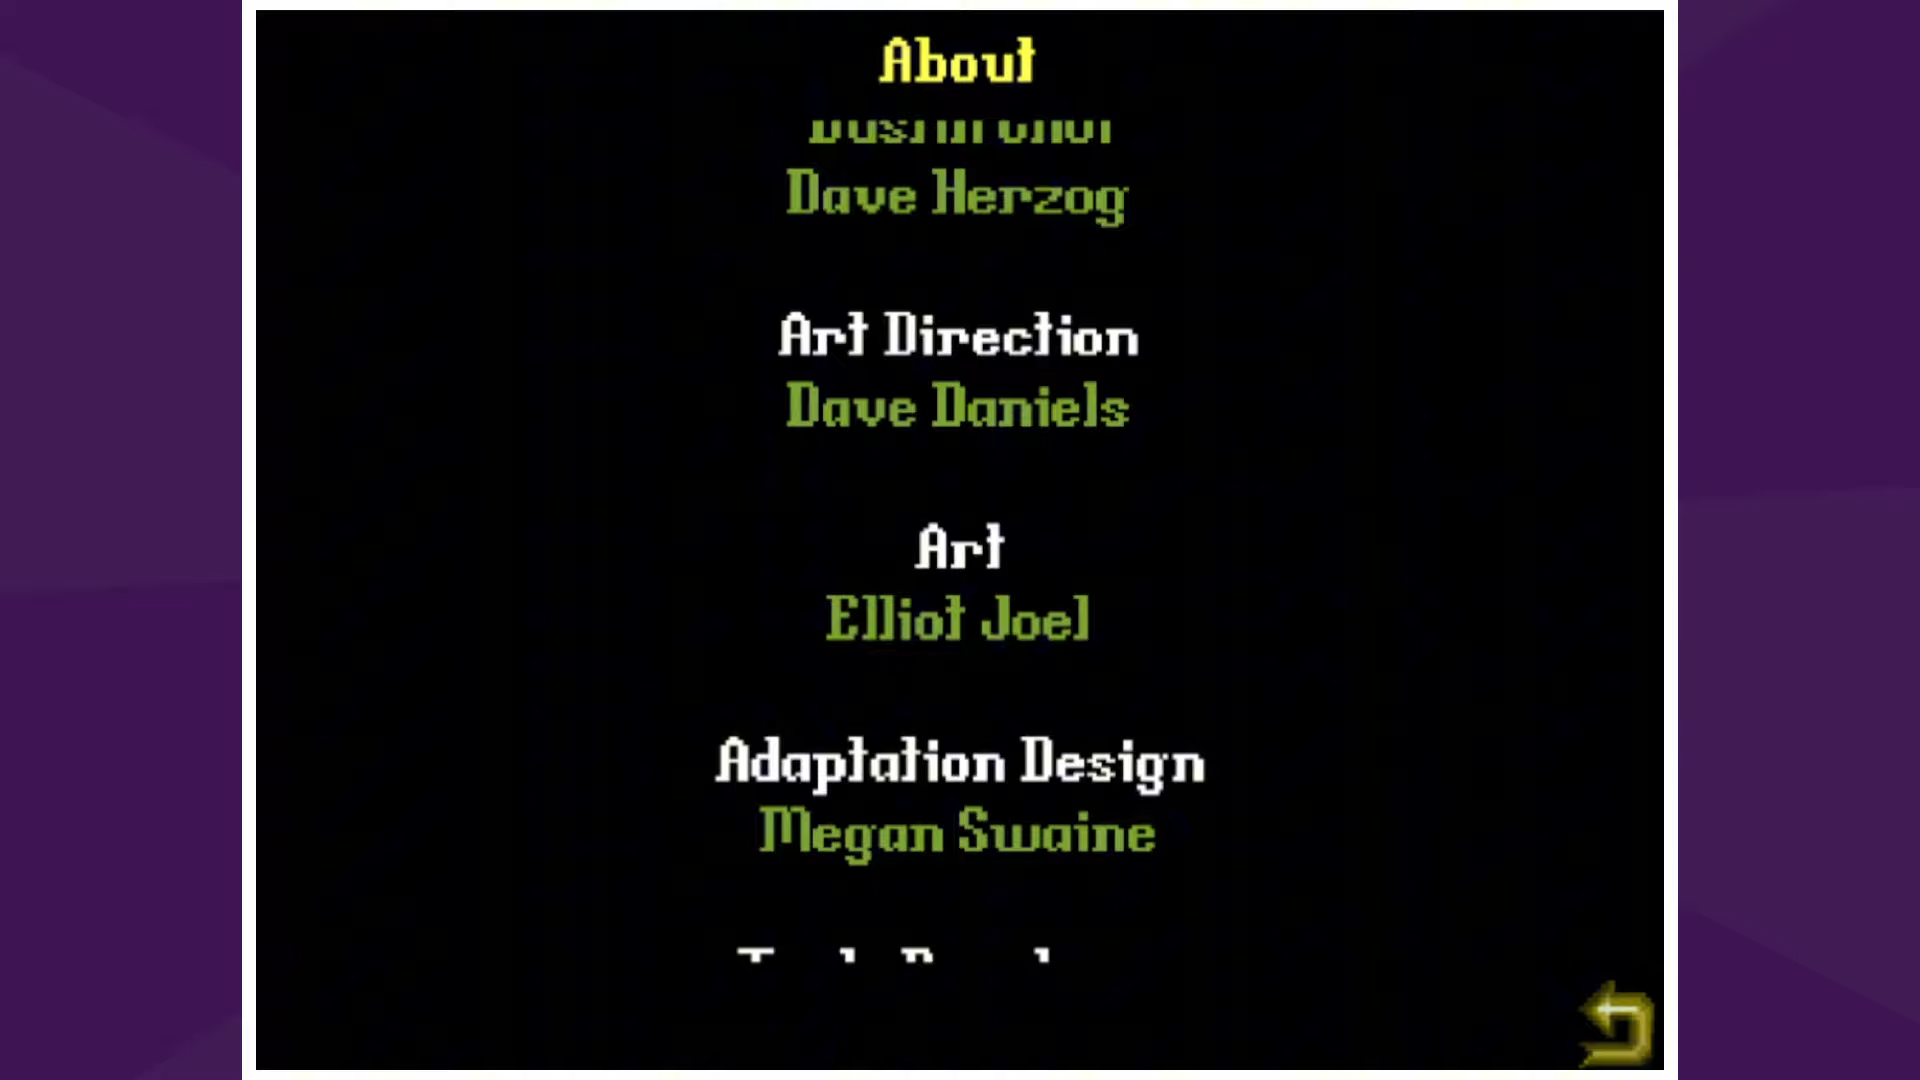 About
Dave Herzog
Art Direction
Dave Daniels
Art
Elliot Joel
Adaptation Design
Megan Swaine